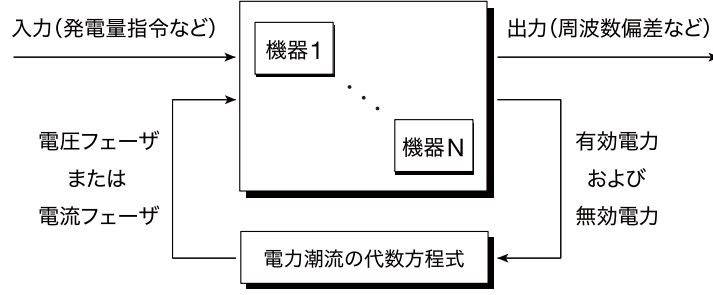 入力（発電量指令など）
機器1
機器N
出力（周波数偏差など）
電圧フェーザ
または
電流フェーザ
有効電力
および
無効電力
電力潮流の代数方程式